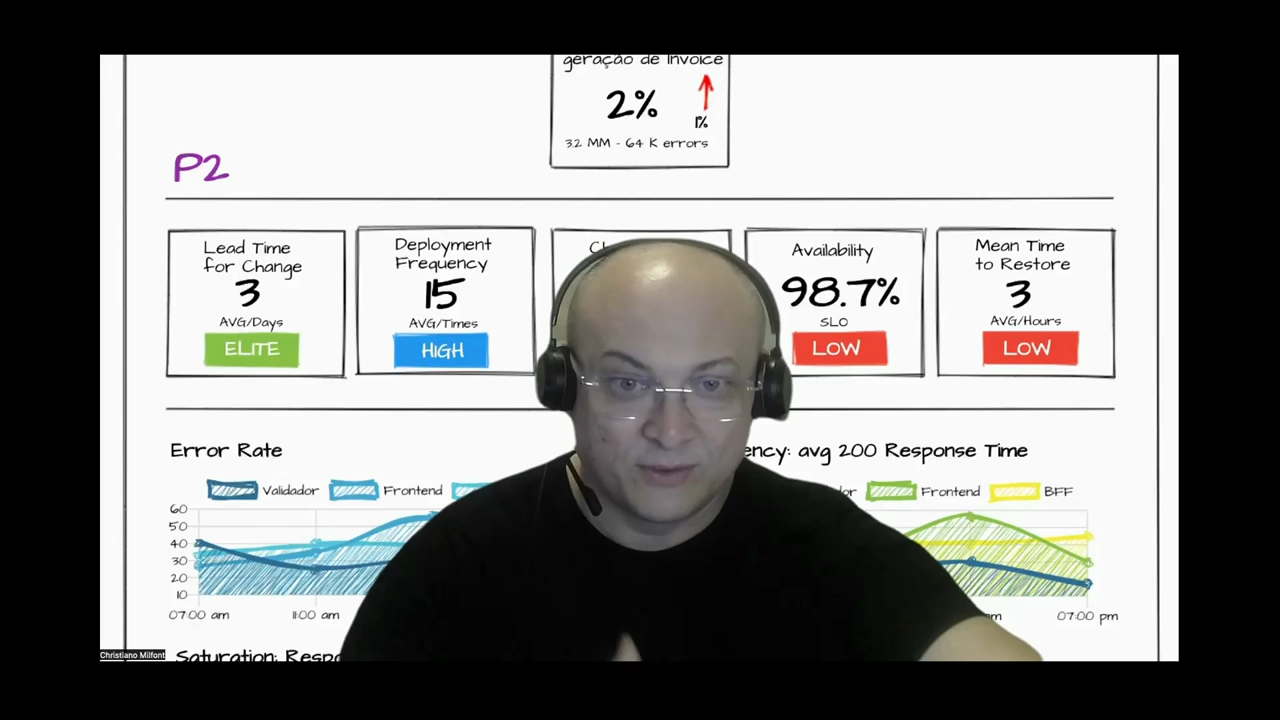 geração de Invoice
2%
1%
3.2 MM - 64 K errors
P2
Lead Time
for Change
3
AVG/Days
ELITE
Deployment
Frequency
15
AVG/Times
HIGH
Availability
98.7%
SLO
LOW
Mean Time
to Restore
3
AVG/Hours
LOW
Error Rate
Validador
Frontend
60
50
40
30
20
10
07:00 am
11:00 am
avg 200 Response Time
Frontend
BFF
07:00 pm
Saturation:
Christiano Milfont